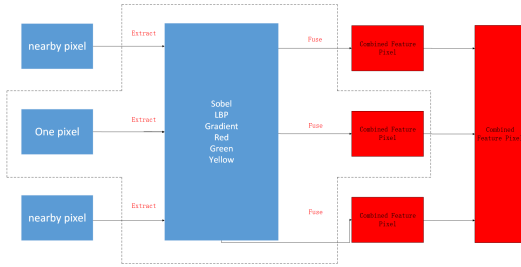 nearby pixel
Extract
Fuse
Combined Feature
Pixel
One pixel
Extract
Sobel
LBP
Gradient
Red
Green
Yellow
Fuse
Combined Feature
Pixel
Combined
Feature Pixel
nearby pixel
Extract
Fuse
Combined Feature
Pixel